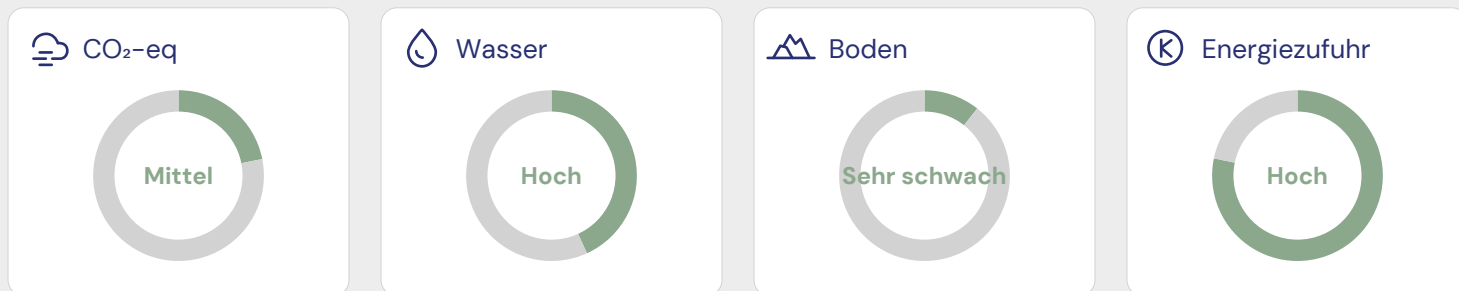 CO₂-eq
Mittel
Wasser
Hoch
Boden
Sehr schwach
Energiezufuhr
Hoch